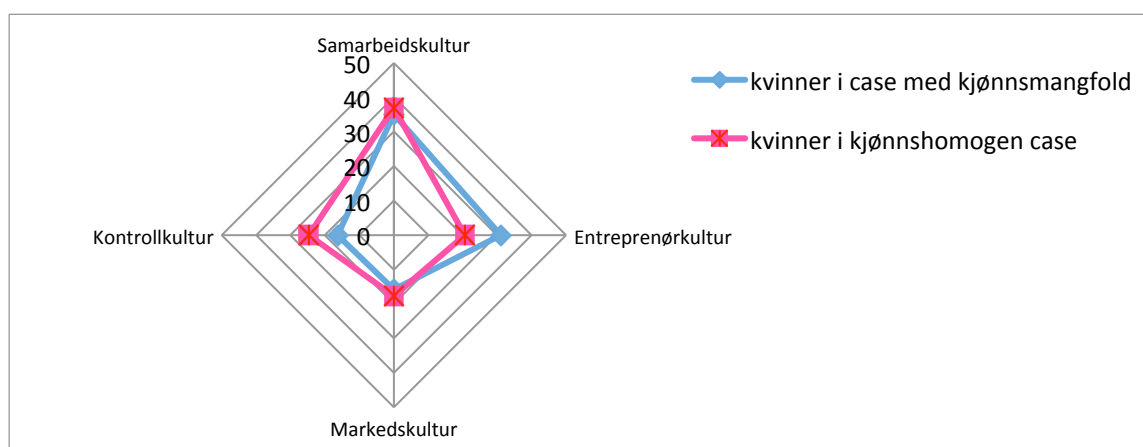 Samarbeidskultur
50
40
30
20
10
0
Kontrollkultur
Entreprenørkultur
Markedskultur
kvinner i case med kjønnsmangfold
kvinner i kjønnshomogen case